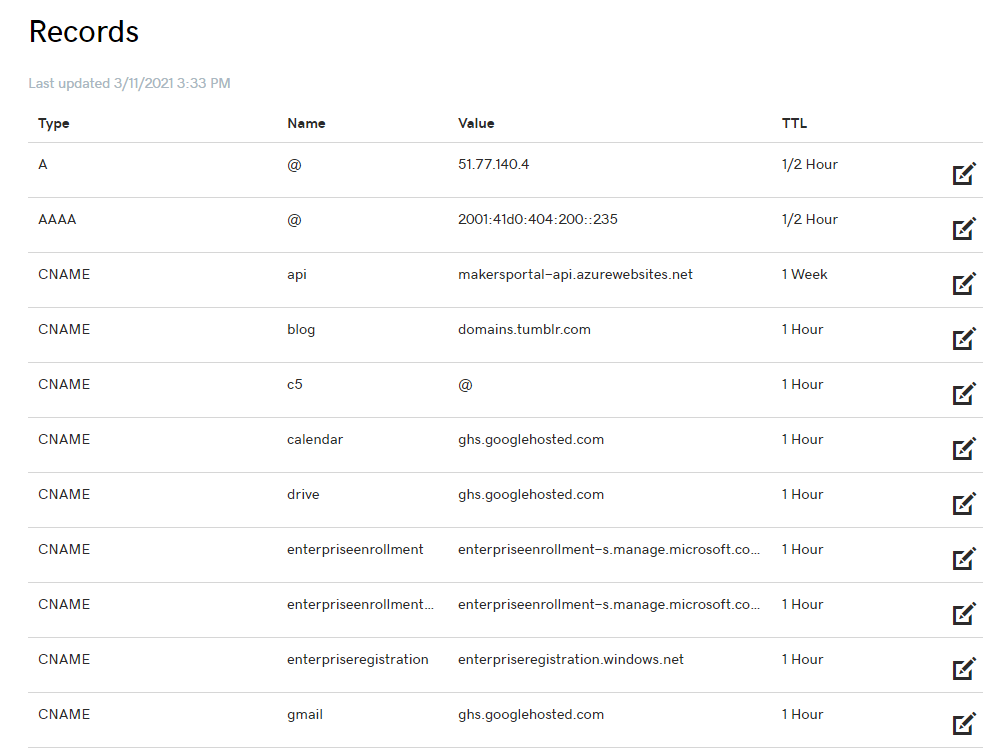 Records
Last updated 3/11/2021 3:33 PM
Type Name Value TTL
A @ 51.77.140.4 1/2 Hour
AAAA @ 2001:41d0:404:200::235 1/2 Hour
CNAME api makersportal-api.azurewebsites.net 1 Week
CNAME blog domains.tumblr.com 1 Hour
CNAME c5 @ 1 Hour
CNAME calendar ghs.googlehosted.com 1 Hour
CNAME drive ghs.googlehosted.com 1 Hour
CNAME enterpriseenrollment enterpriseenrollment-s.manage.microsoft.co... 1 Hour
CNAME enterpriseenrollment... enterpriseenrollment-s.manage.microsoft.co... 1 Hour
CNAME enterpriseregistration enterpriseregistration.windows.net 1 Hour
CNAME gmail ghs.googlehosted.com 1 Hour